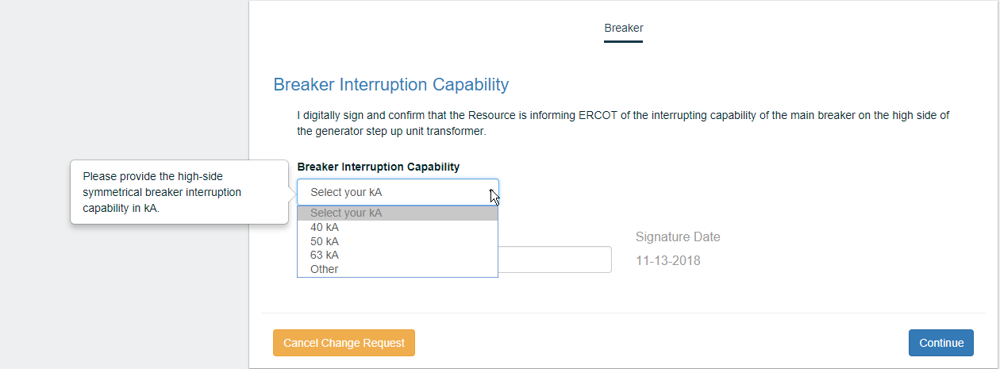 Breaker
Breaker Interruption Capability
I digitally sign and confirm that the Resource is informing ERCOT of the interrupting capability of the main breaker on the high side of
the generator step up unit transformer.
Please provide the high-side
symmetrical breaker interruption
capability in kA.
Breaker Interruption Capability
Select your kA
Select your kA
40 kA
50 kA
63 kA
Other
Signature Date
11-13-2018
Cancel Change Request
Continue